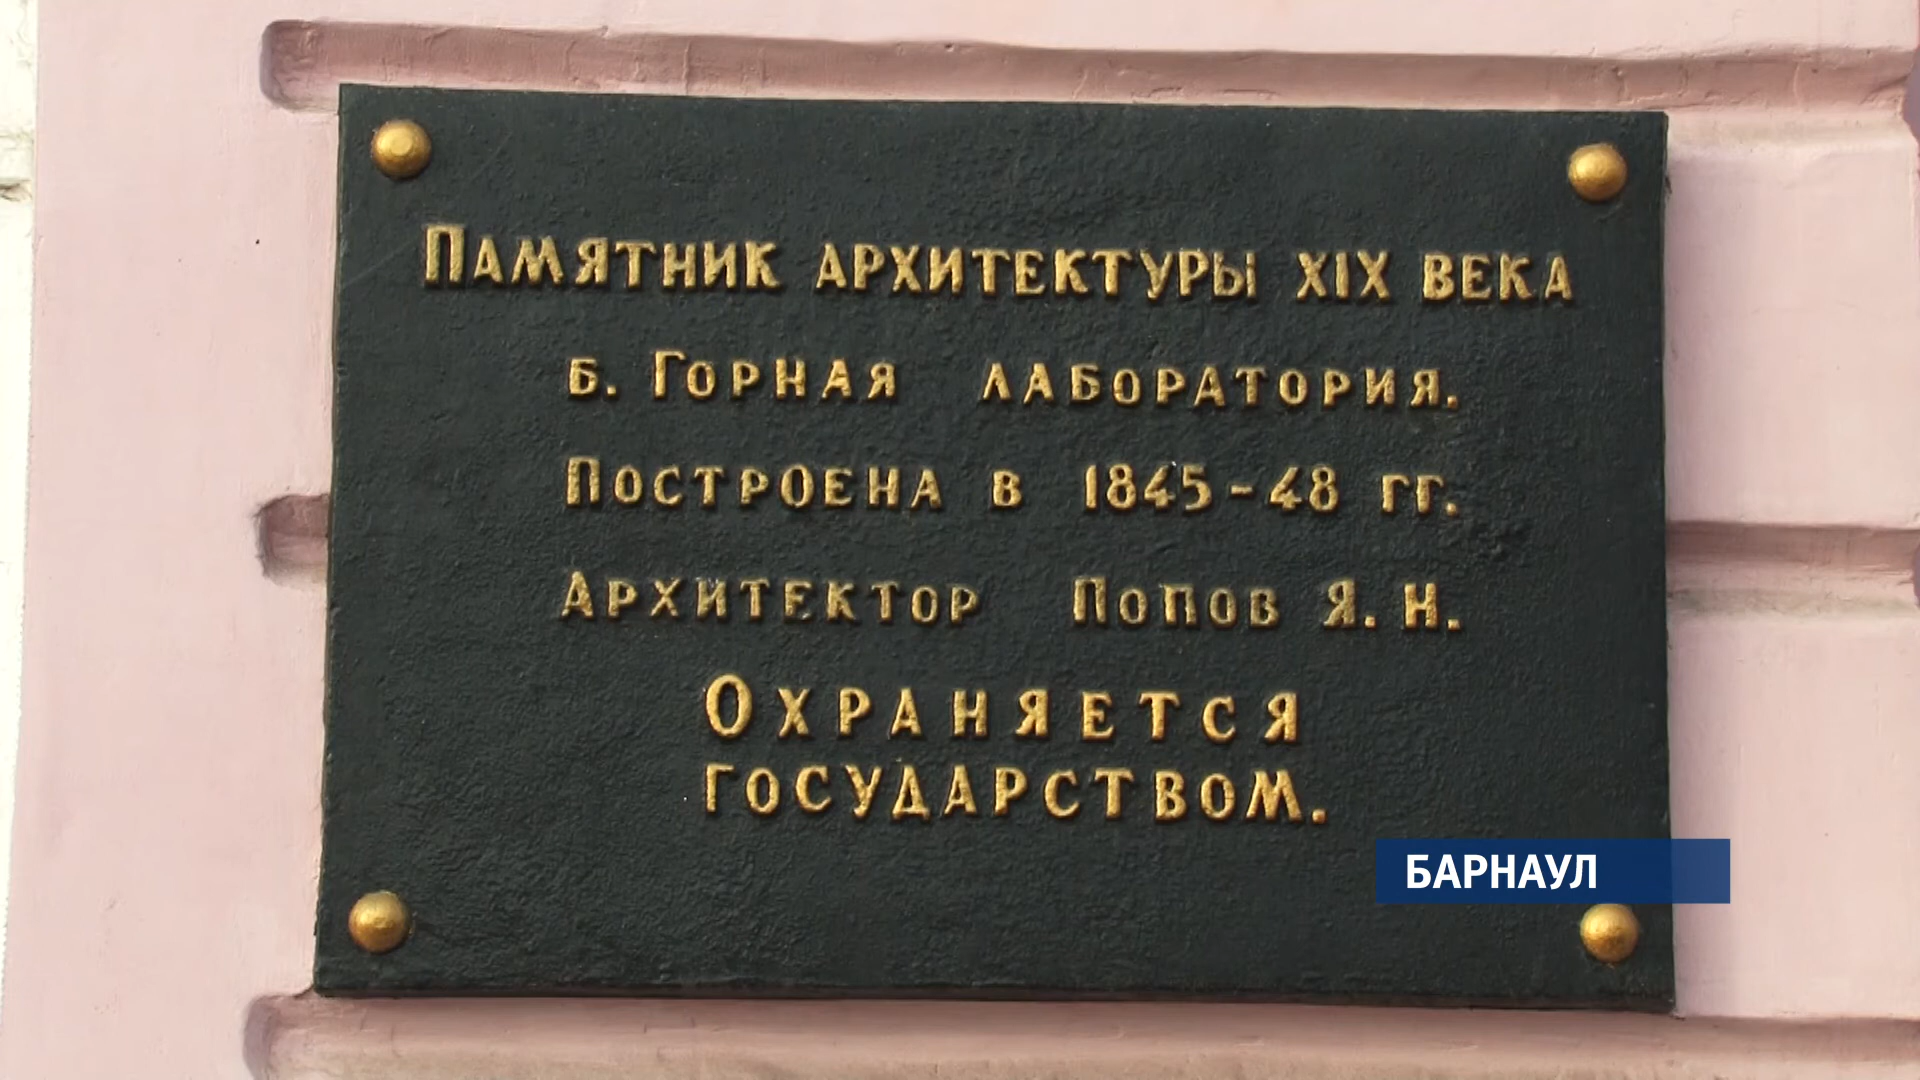 ПАМЯТНИК АРХИТЕКТУРЫ XIX ВЕКА
Б. ГОРНАЯ ЛАБОРАТОРИЯ.
ПОСТРОЕНА В 1845-48 ГГ.
АРХИТЕКТОР ПОПОВ Я. Н.
ОХРАНЯЕТСЯ
ГОСУДАРСТВОМ.
БАРНАУЛ